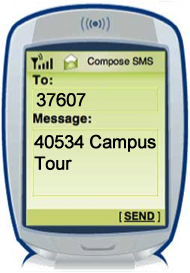 Compose SMS
To:
37607
Message:
40534 Campus
Tour
[SEND]